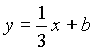 y = 1/3 x + b